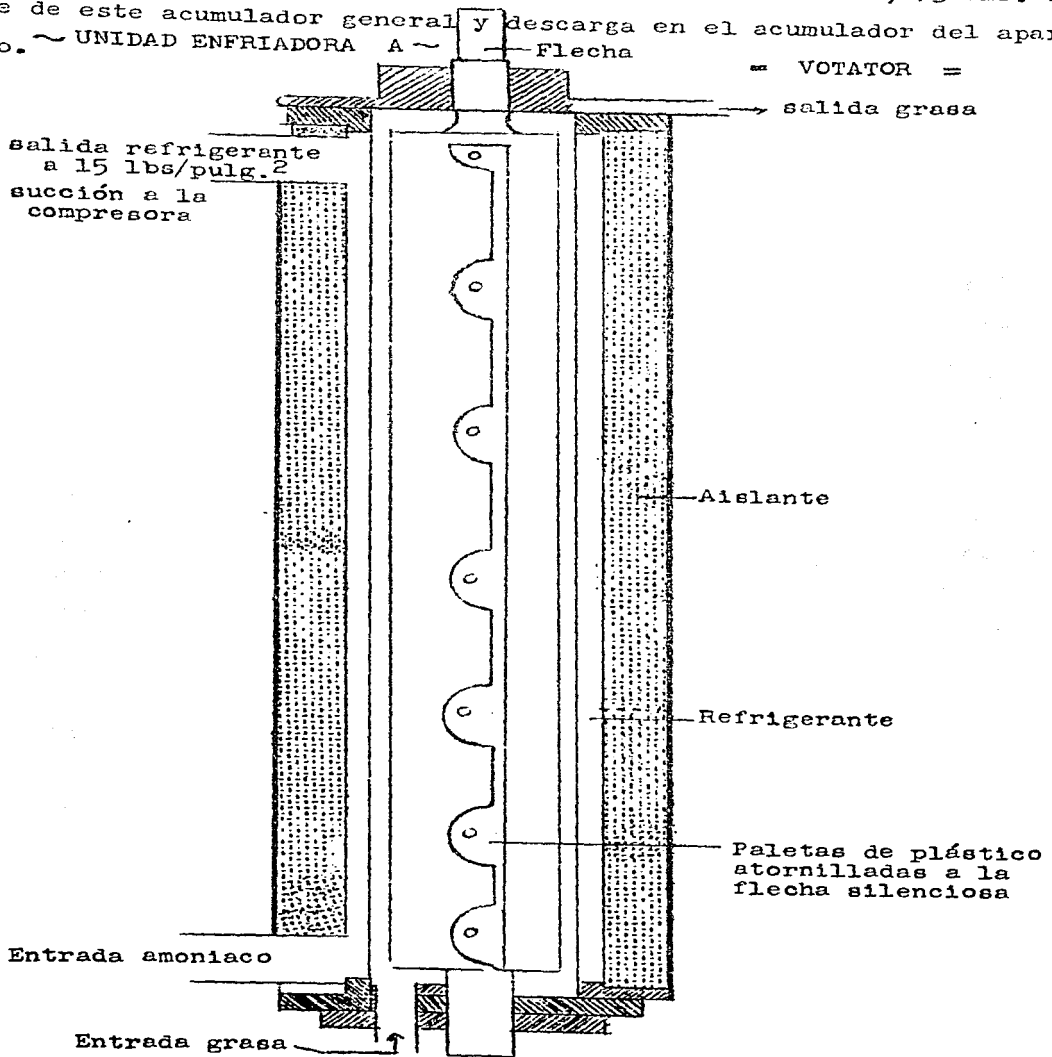 e de este acumulador general y descarga en el acumulador del apar
o.
~ UNIDAD ENFRIADORA A ~
Flecha
= VOTATOR =
salida grasa
salida refrigerante
a 15 lbs/pulg.2
succión a la
compresora
Aislante
Refrigerante
Paletas de plástico
atornilladas a la
flecha silenciosa
Entrada amoniaco
Entrada grasa